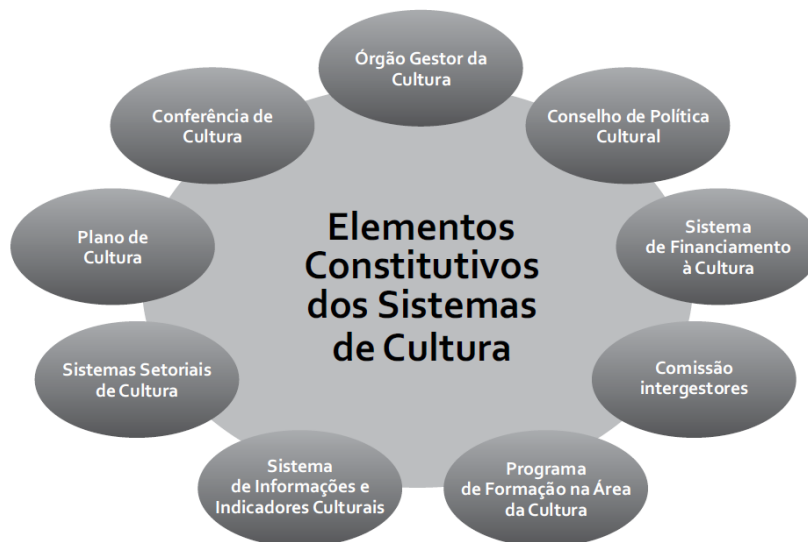 Órgão Gestor da
Cultura
Conferência de
Cultura
Conselho de Política
Cultural
Plano de
Cultura
Elementos
Constitutivos
dos Sistemas
de Cultura
Sistema
de Financiamento
à Cultura
Sistemas Setoriais
de Cultura
Comissão
intergestores
Sistema
de Informações e
Indicadores Culturais
Programa
de Formação na Área
da Cultura